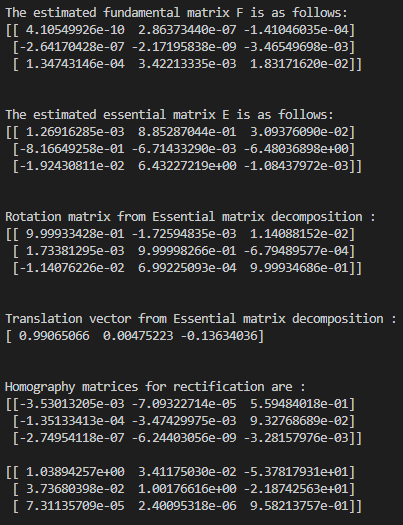 The estimated fundamental matrix F is as follows:
[[ 4.10549926e-10 2.86373440e-07 -1.41046035e-04]
[-2.64170428e-07 -2.17195838e-09 -3.46549698e-03]
[ 1.34743146e-04 3.42213335e-03 1.83171620e-02]]
The estimated essential matrix E is as follows:
[[ 1.26916285e-03 8.85287044e-01 3.09376090e-02]
[-8.16649258e-01 -6.71433290e-03 -6.48036898e+00]
[-1.92430811e-02 6.43227219e+00 -1.08437972e-03]]
Rotation matrix from Essential matrix decomposition :
[[ 9.99933428e-01 -1.72594835e-03 1.14088152e-02]
[ 1.73381295e-03 9.99998266e-01 -6.79489577e-04]
[-1.14076226e-02 6.99225093e-04 9.99934686e-01]]
Translation vector from Essential matrix decomposition :
[ 0.99065066 0.00475223 -0.13634036]
Homography matrices for rectification are :
[[-3.53013205e-03 -7.09322714e-05 5.59484018e-01]
[-1.35133413e-04 -3.47429975e-03 9.32768689e-02]
[-2.74954118e-07 -6.24403056e-09 -3.28157976e-03]]
[[ 1.03894257e+00 3.41175030e-02 -5.37817931e+01]
[ 3.73680398e-02 1.00176616e+00 -2.18742563e+01]
[ 7.31135709e-05 2.40095318e-06 9.58213757e-01]]